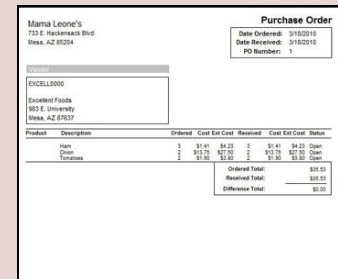 Mama Leone's
733 E. Hackensack Blvd.
Mesa, AZ 85204
Purchase Order
Date Ordered: 3/18/2010
Date Received: 3/18/2010
PO Number: 1
Vendor
EXCELL0000
Excellent Foods
983 E. University
Mesa, AZ 87637
Product Description Ordered Cost Ext Cost Received Cost Ext Cost Status
Ham 3 $1.41 $4.23 3 $1.41 $4.23 Open
Onion 2 $13.75 $27.50 2 $13.75 $27.50 Open
Tomatoes 2 $1.90 $3.80 2 $1.90 $3.80 Open
Ordered Total: $35.53
Received Total: $35.53
Difference Total: $0.00